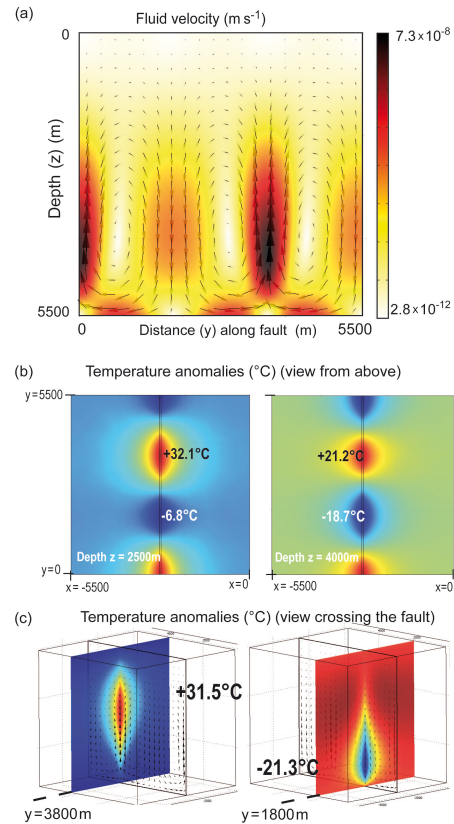 (a)
Fluid velocity (m s⁻¹)
0
7.3×10⁻⁸
Depth (z) (m)
5500
2.8×10⁻¹²
0
Distance (y) along fault (m)
5500
(b)
Temperature anomalies (°C) (view from above)
y=5500
+32.1°C
+21.2°C
-6.8°C
-18.7°C
Depth z = 2500m
Depth z = 4000m
y=0
x= -5500
x=0
x= -5500
x=0
(c)
Temperature anomalies (°C) (view crossing the fault)
+31.5°C
-21.3°C
y=3800m
y=1800m